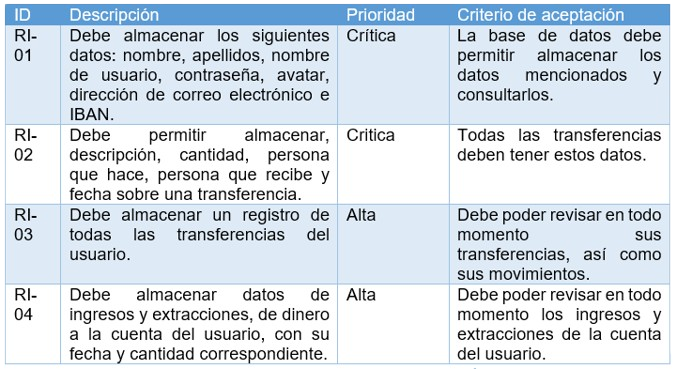 ID Descripción Prioridad Criterio de aceptación
RI-
01
Debe almacenar los siguientes
datos: nombre, apellidos, nombre
de usuario, contraseña, avatar,
dirección de correo electrónico e
IBAN.
Crítica
La base de datos debe
permitir almacenar los
datos mencionados y
consultarlos.
RI-
02
Debe permitir almacenar,
descripción, cantidad, persona
que hace, persona que recibe y
fecha sobre una transferencia.
Critica
Todas las transferencias
deben tener estos datos.
RI-
03
Debe almacenar un registro de
todas las transferencias del
usuario.
Alta
Debe poder revisar en todo
momento sus
transferencias, así como
sus movimientos.
RI-
04
Debe almacenar datos de
ingresos y extracciones, de dinero
a la cuenta del usuario, con su
fecha y cantidad correspondiente.
Alta
Debe poder revisar en todo
momento los ingresos y
extracciones de la cuenta
del usuario.